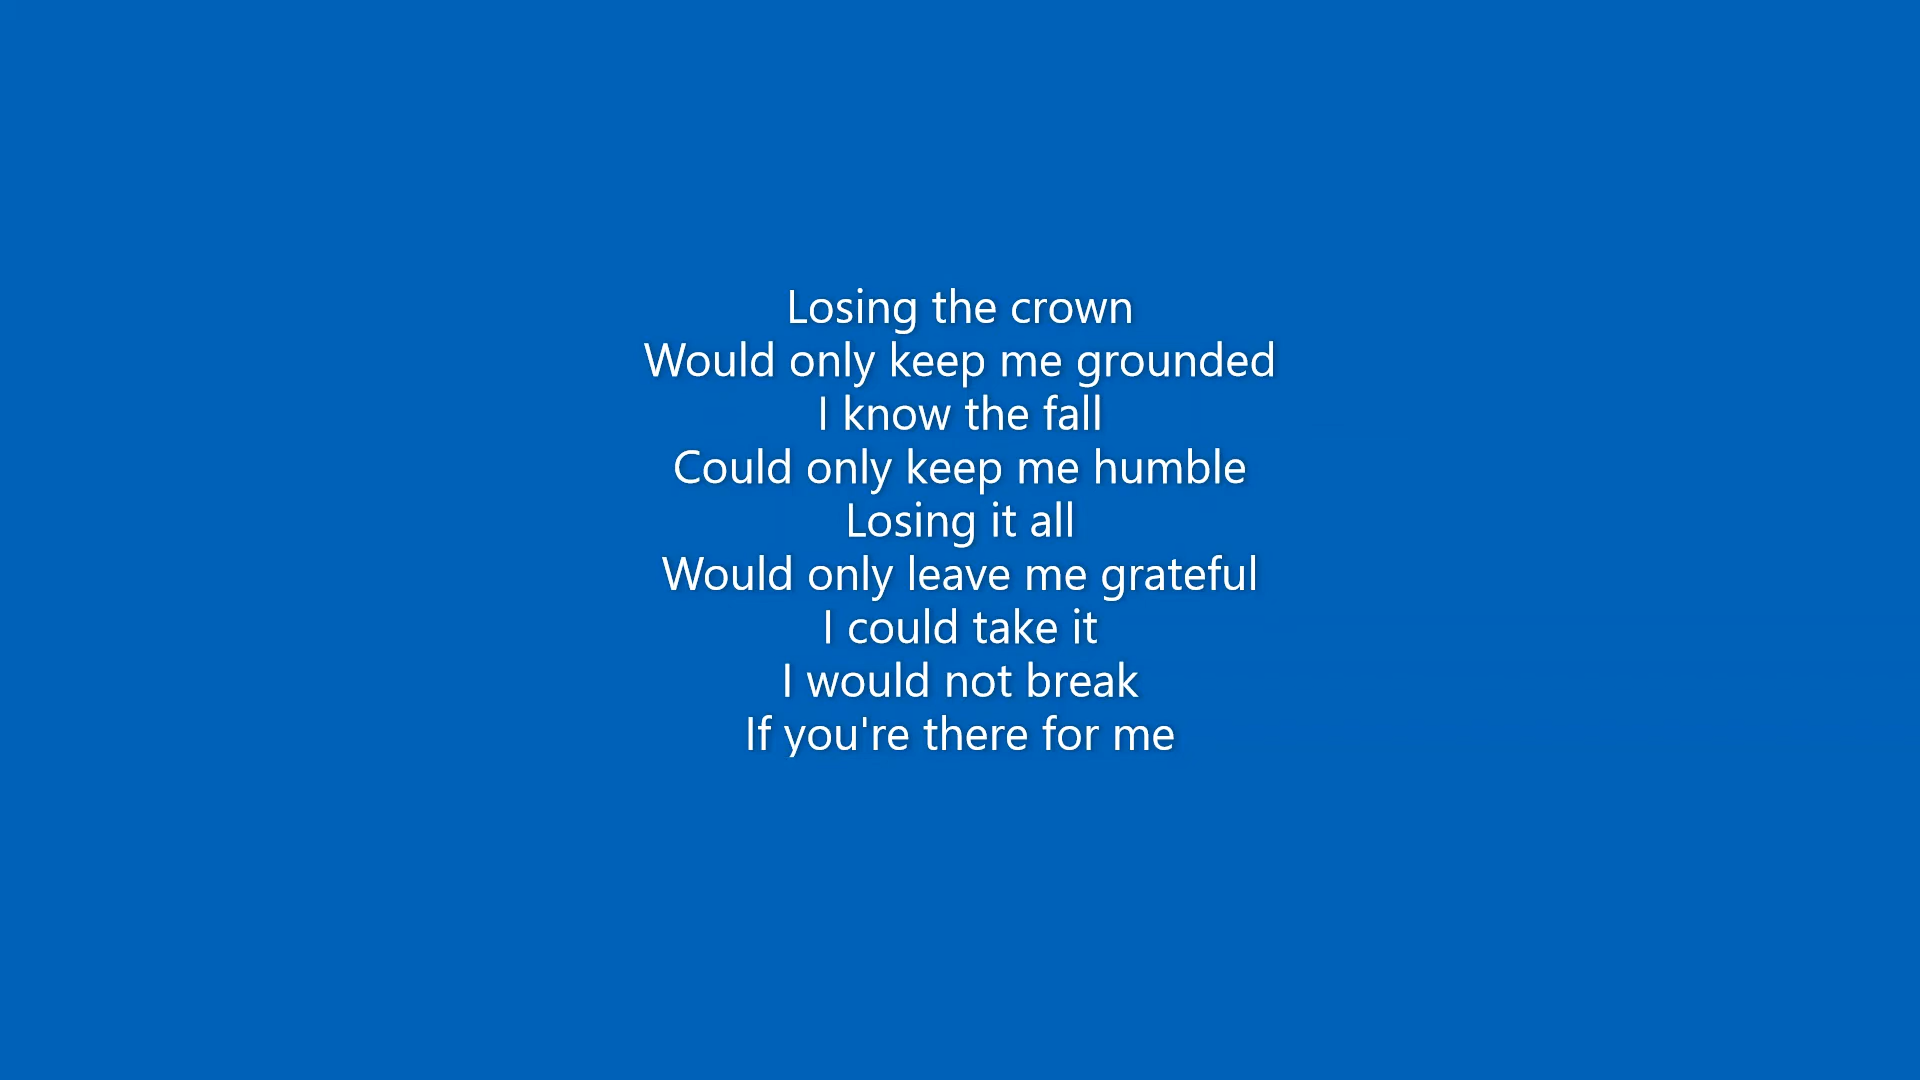 Losing the crown
Would only keep me grounded
I know the fall
Could only keep me humble
Losing it all
Would only leave me grateful
I could take it
I would not break
If you're there for me